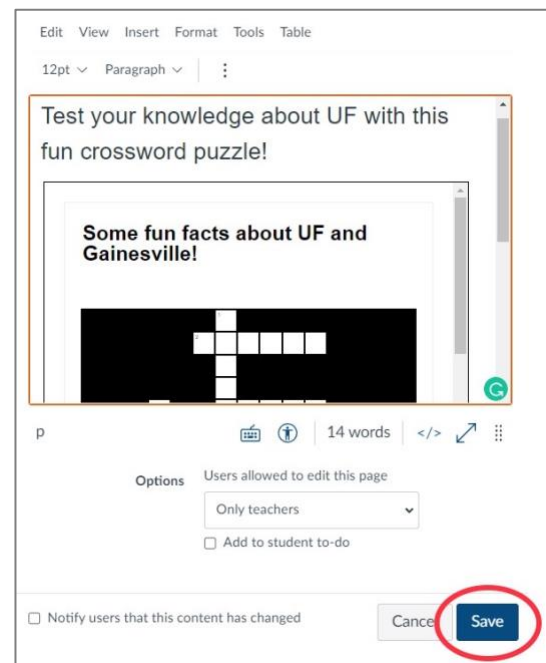 Edit View Insert Format Tools Table
12pt Paragraph
Test your knowledge about UF with this
fun crossword puzzle!
Some fun facts about UF and
Gainesville!
2
p 14 words </>
Options Users allowed to edit this page
Only teachers
Add to student to-do
Notify users that this content has changed Cance Save